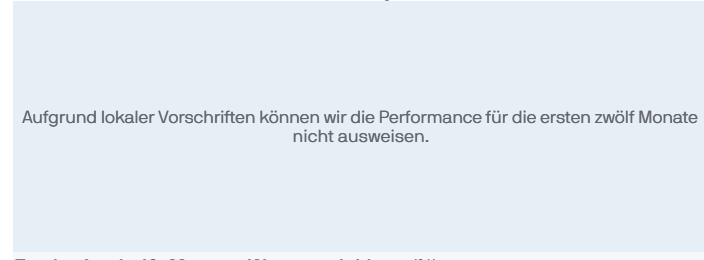 Aufgrund lokaler Vorschriften können wir die Performance für die ersten zwölf Monate
nicht ausweisen.